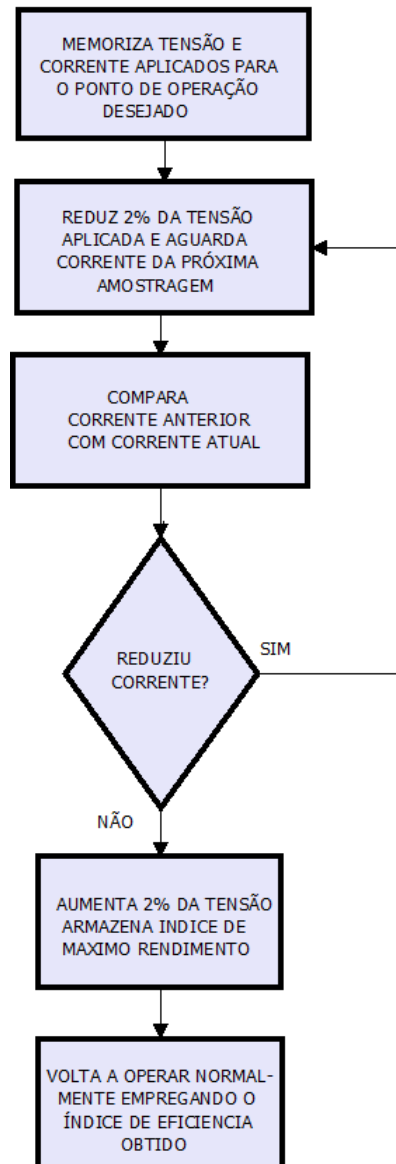 MEMORIZA TENSÃO E
CORRENTE APLICADOS PARA
O PONTO DE OPERAÇÃO
DESEJADO
REDUZ 2% DA TENSÃO
APLICADA E AGUARDA
CORRENTE DA PRÓXIMA
AMOSTRAGEM
COMPARA
CORRENTE ANTERIOR
COM CORRENTE ATUAL
REDUZIU
CORRENTE?
SIM
NÃO
AUMENTA 2% DA TENSÃO
ARMAZENA INDICE DE
MAXIMO RENDIMENTO
VOLTA A OPERAR NORMAL-
MENTE EMPREGANDO O
ÍNDICE DE EFICIENCIA
OBTIDO